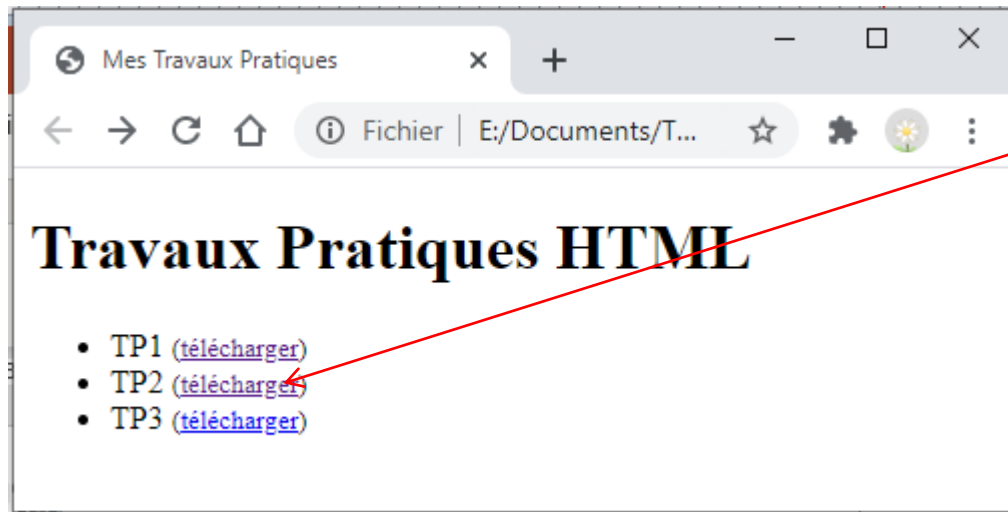 Mes Travaux Pratiques
Fichier | E:/Documents/T...
Travaux Pratiques HTML
• TP1 (télécharger)
• TP2 (télécharger)
• TP3 (télécharger)